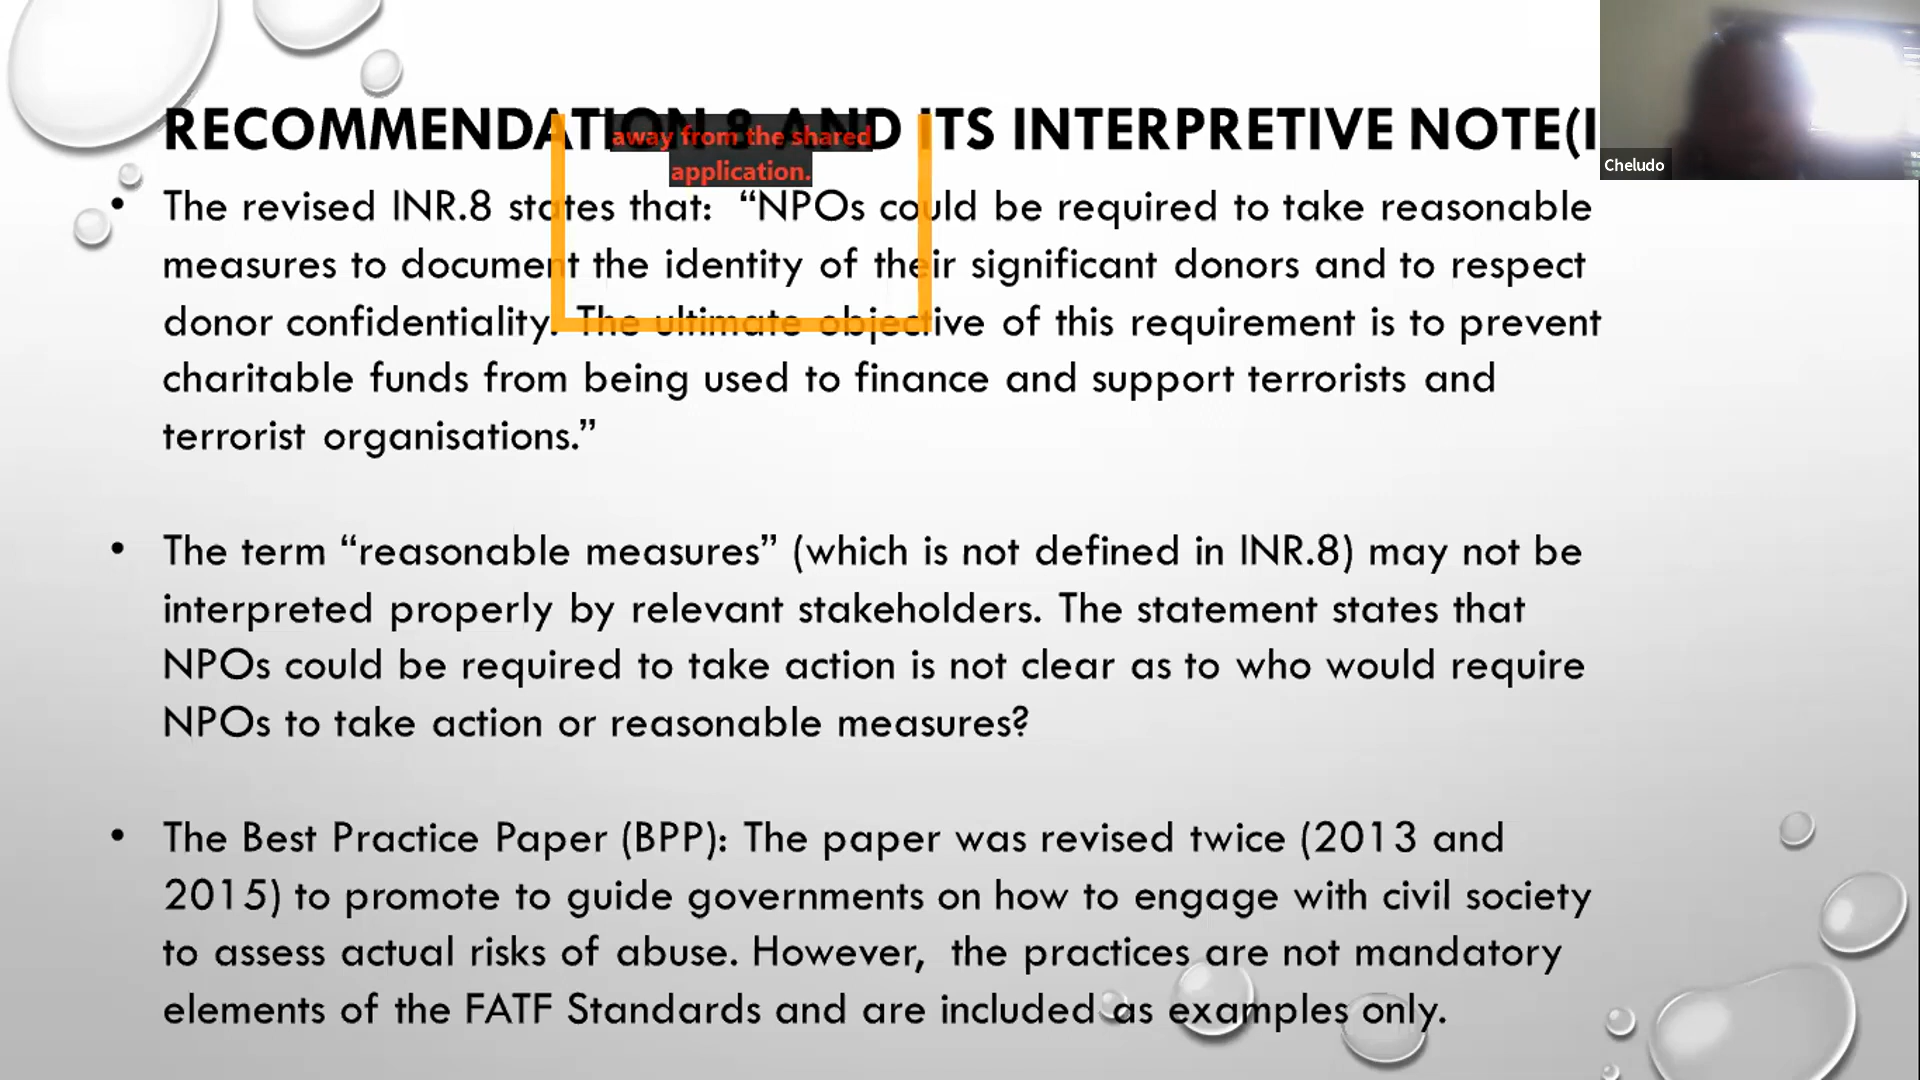 RECOMMENDATION 8 AND ITS INTERPRETIVE NOTE(I
away from the shared
application.
Cheludo
• The revised INR.8 states that: “NPOs could be required to take reasonable
measures to document the identity of their significant donors and to respect
donor confidentiality. The ultimate objective of this requirement is to prevent
charitable funds from being used to finance and support terrorists and
terrorist organisations.”
• The term “reasonable measures” (which is not defined in INR.8) may not be
interpreted properly by relevant stakeholders. The statement states that
NPOs could be required to take action is not clear as to who would require
NPOs to take action or reasonable measures?
• The Best Practice Paper (BPP): The paper was revised twice (2013 and
2015) to promote to guide governments on how to engage with civil society
to assess actual risks of abuse. However, the practices are not mandatory
elements of the FATF Standards and are included as examples only.